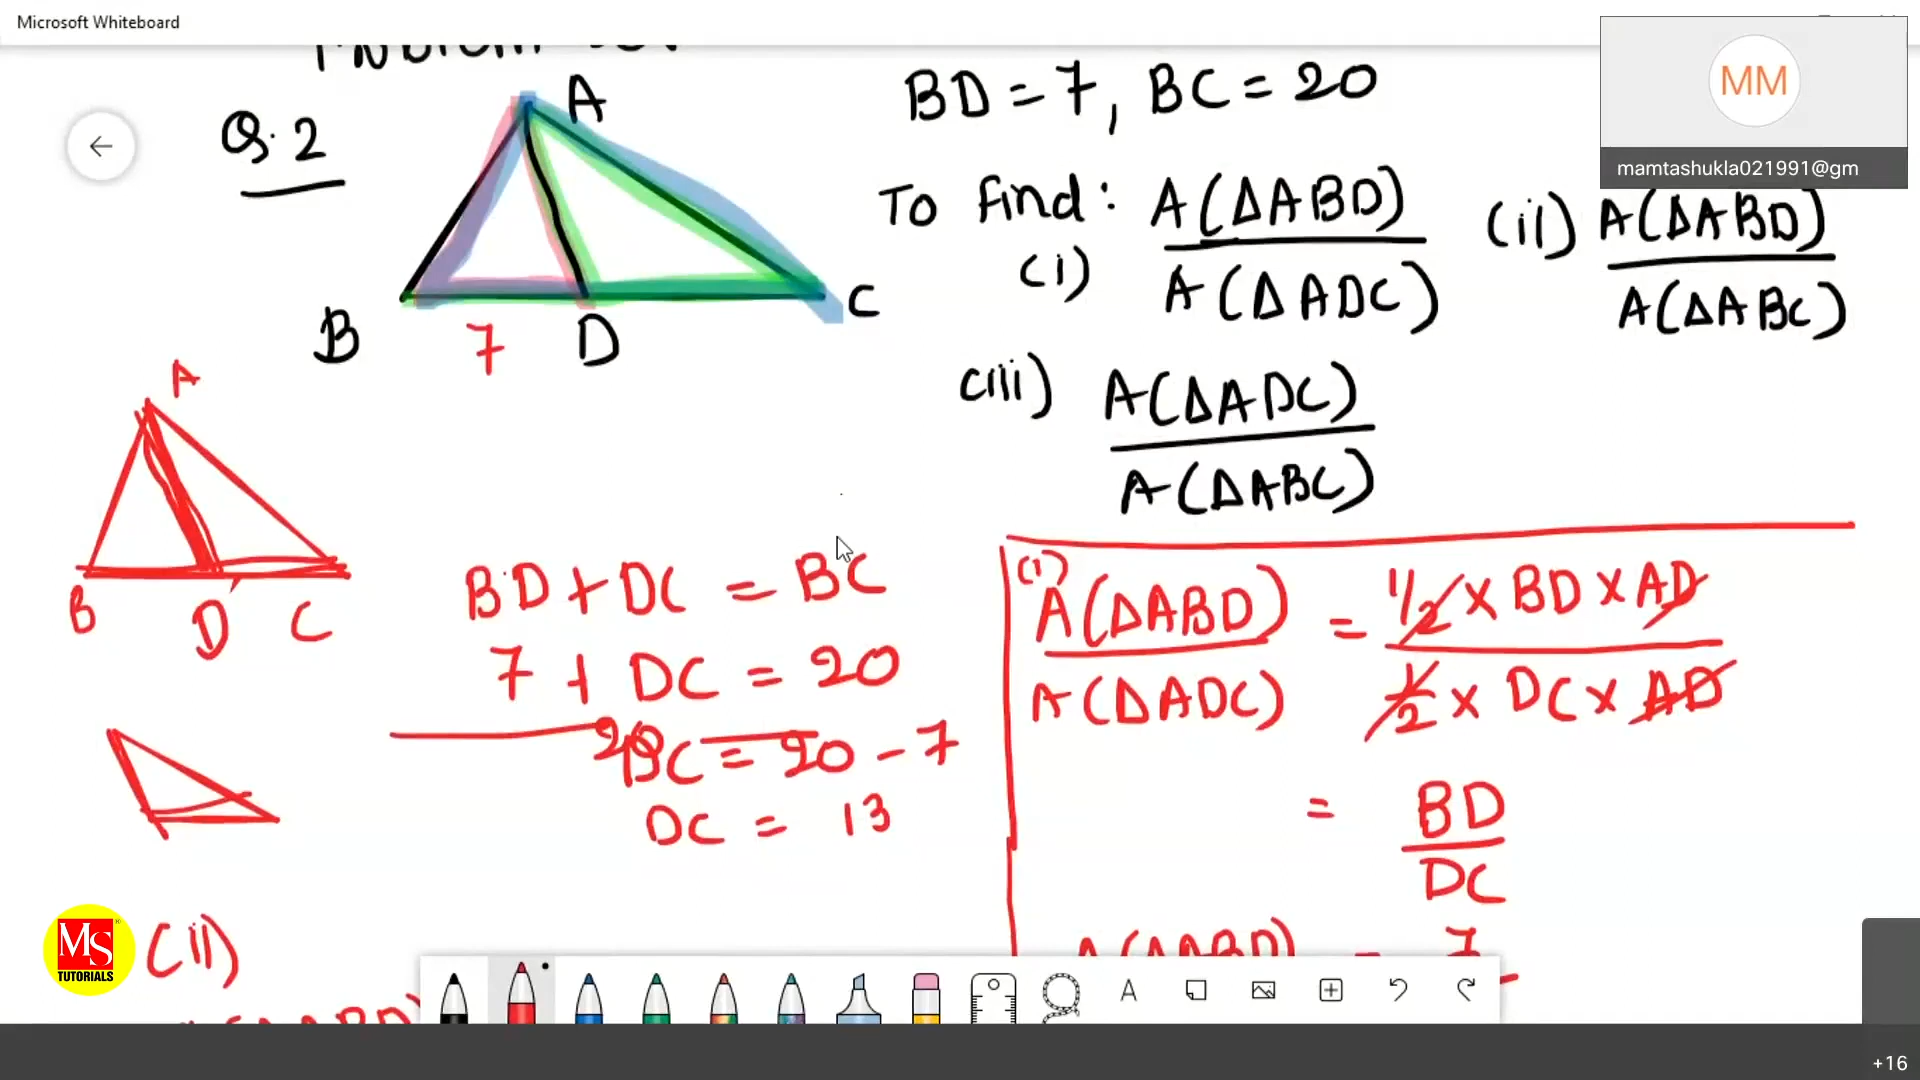 Microsoft Whiteboard
MM
mamtashukla021991@gm
Q.2
A
B
7
D
C
BD = 7, BC = 20
To find:
(i) A(ΔABD) / A(ΔADC)
(ii) A(ΔABD) / A(ΔABC)
(iii) A(ΔADC) / A(ΔABC)
A
B D C
BD + DC = BC
7 + DC = 20
DC = 20 - 7
DC = 13
(i)
A(ΔABD) / A(ΔADC) = 1/2 × BD × AD / 1/2 × DC × AD
= BD / DC
A(ΔABD) = 7
(ii)
MS
TUTORIALS
+16